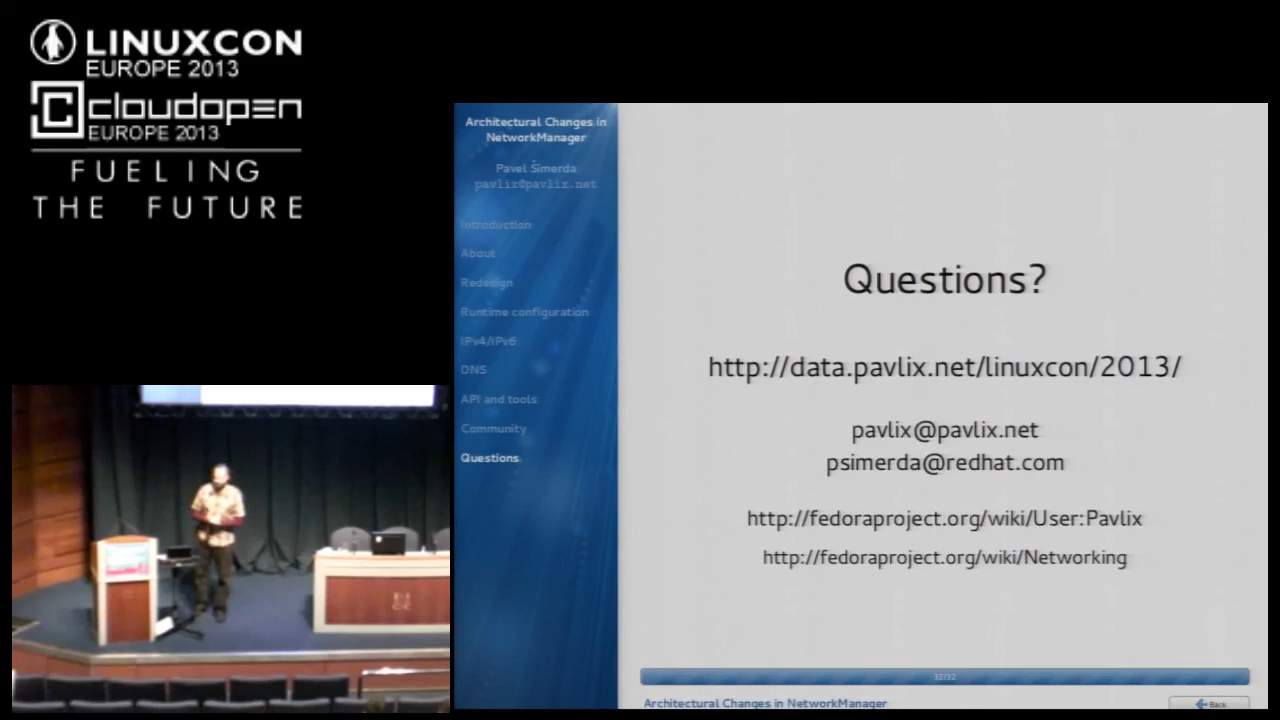 LINUXCON
EUROPE 2013
cloudopen
EUROPE 2013
FUELING
THE FUTURE
Architectural Changes in
NetworkManager
Pavel Šimerda
pavlix@pavlix.net
Introduction
About
Redesign
Runtime configuration
IPv4/IPv6
DNS
API and tools
Community
Questions
Questions?
http://data.pavlix.net/linuxcon/2013/
pavlix@pavlix.net
psimerda@redhat.com
http://fedoraproject.org/wiki/User:Pavlix
http://fedoraproject.org/wiki/Networking
32/32
Architectural Changes in NetworkManager
Back